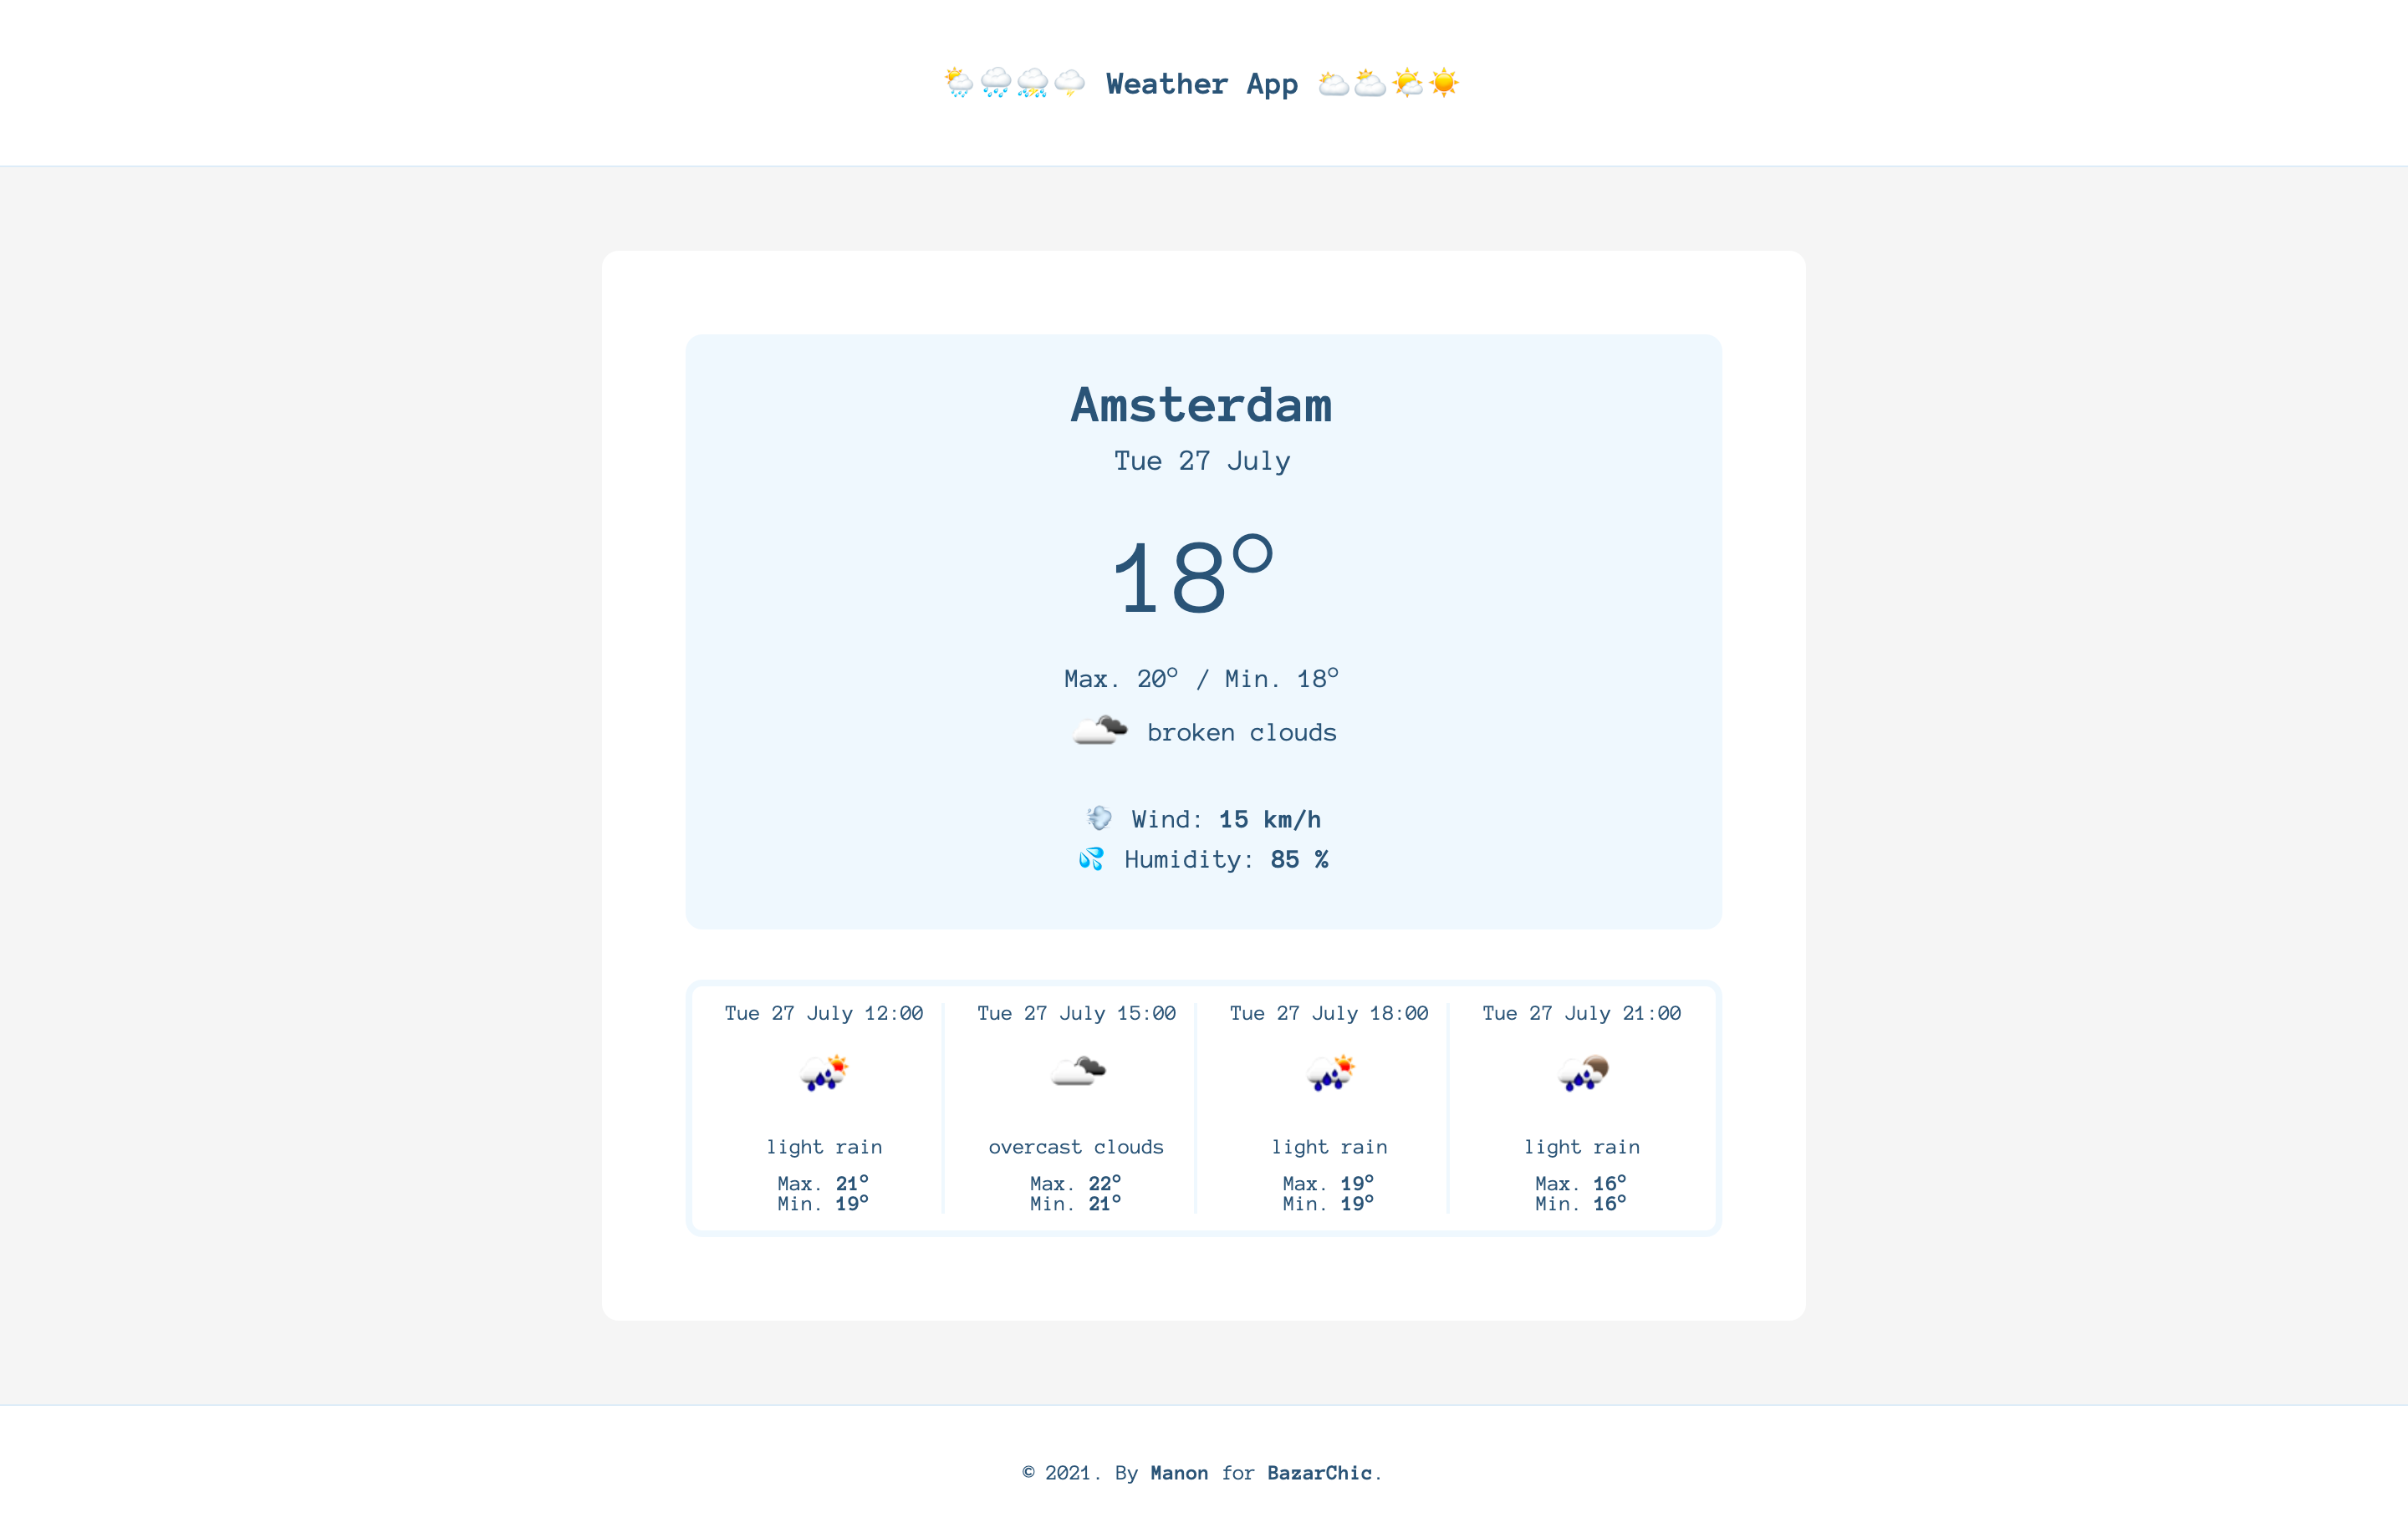 Weather App
Amsterdam
Tue 27 July
18°
Max. 20° / Min. 18°
broken clouds
Wind: 15 km/h
Humidity: 85 %
Tue 27 July 12:00
light rain
Max. 21°
Min. 19°
Tue 27 July 15:00
overcast clouds
Max. 22°
Min. 21°
Tue 27 July 18:00
light rain
Max. 19°
Min. 19°
Tue 27 July 21:00
light rain
Max. 16°
Min. 16°
© 2021. By Manon for BazarChic.